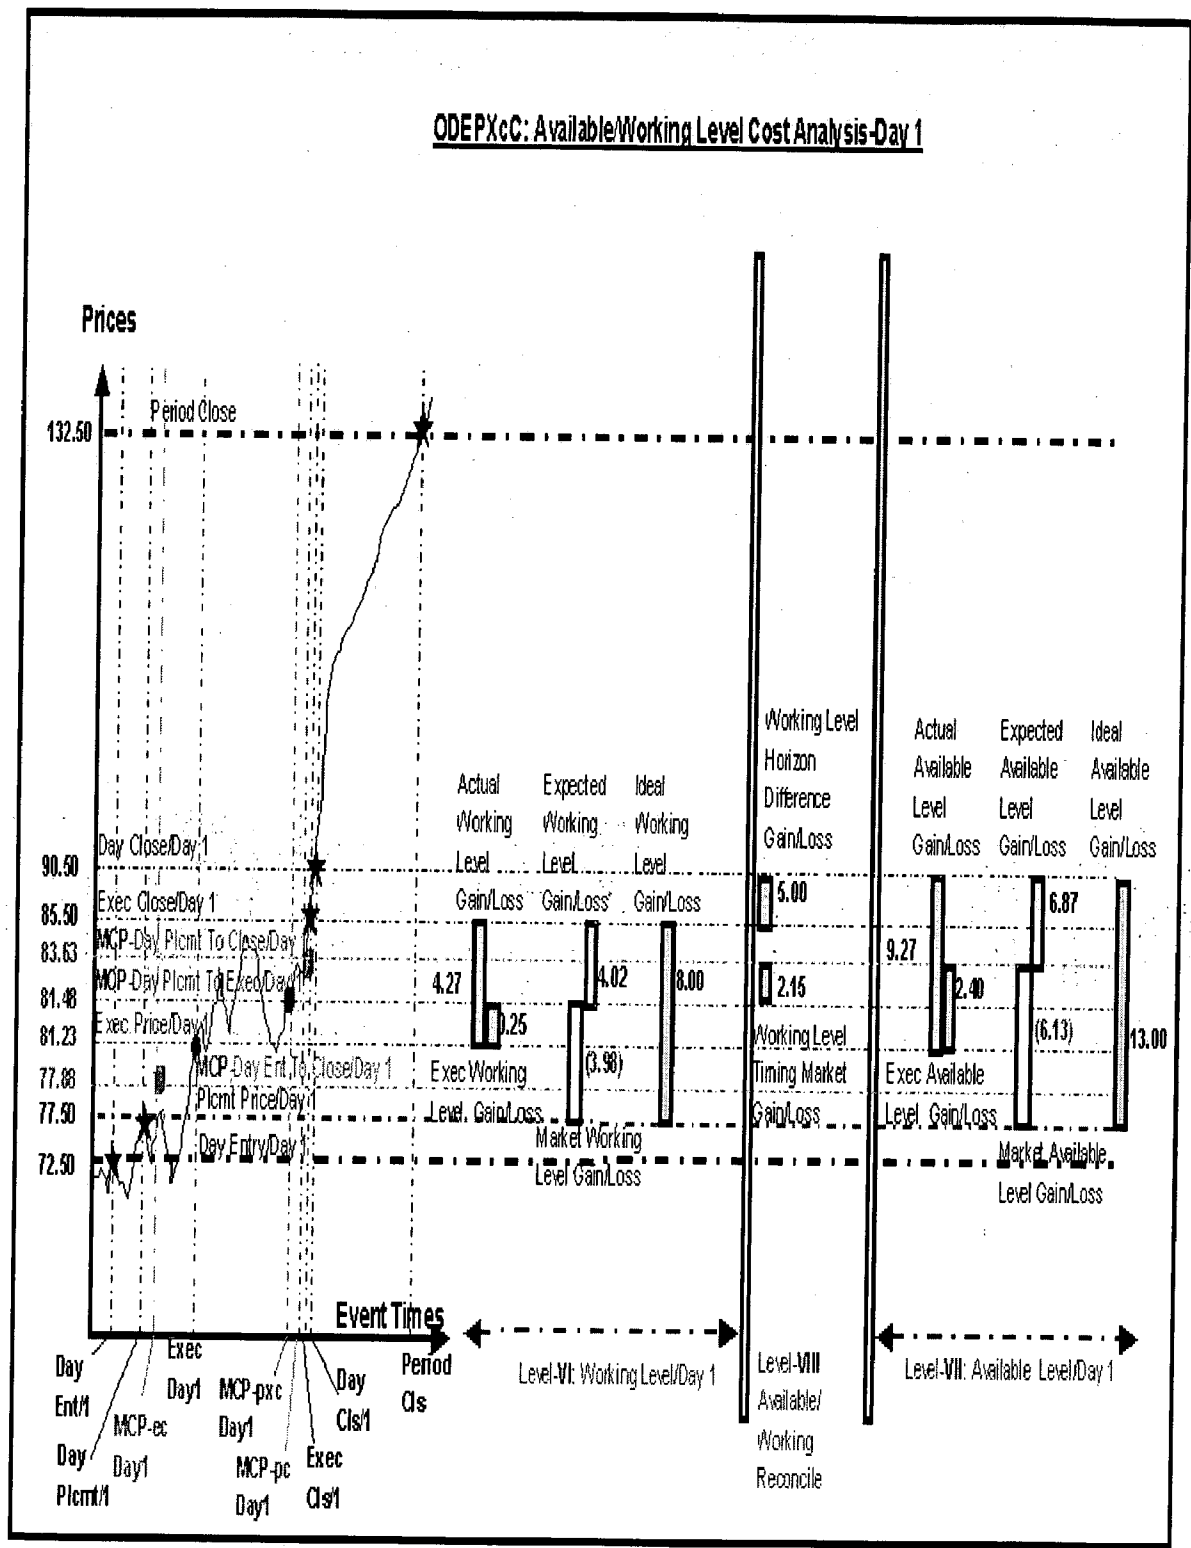 ODEPXcC: Available/Working Level Cost Analysis-Day 1
Prices
Period Close
132.50
Working Level
Horizon
Difference
Gain/Loss
Actual
Available
Level
Gain/Loss
Expected
Available
Level
Gain/Loss
Ideal
Available
Level
Gain/Loss
Actual
Working
Level
Gain/Loss
Expected
Working
Level
Gain/Loss
Ideal
Working
Level
Gain/Loss
Day Close/Day 1
90.50
Exec Close/Day 1
85.50
MCP-Day Plcmt To Close/Day
83.63
MCP-Day Plcmt To Exec/Day 1
81.48
Exec Price/Day 1
81.23
MCP-Day Ent To Close/Day 1
77.88
Plcmt Price/Day 1
77.50
Day Entry/Day 1
72.50
4.27
0.25
4.02
(3.98)
8.00
5.00
2.15
9.27
2.40
6.87
(6.13)
13.00
Exec Working
Level Gain/Loss
Market Working
Level Gain/Loss
Working Level
Timing Market
Gain/Loss
Exec Available
Level Gain/Loss
Market Available
Level Gain/Loss
Event Times
Day
Ent/1
Day
Plcmt/1
MCP-ec
Day1
Exec
Day1
MCP-pxc
Day1
MCP-pc
Day1
Exec
Cls/1
Day
Cls/1
Period
Cls
Level-VI: Working Level/Day 1
Level-VIII
Available/
Working
Reconcile
Level-VII: Available Level/Day 1